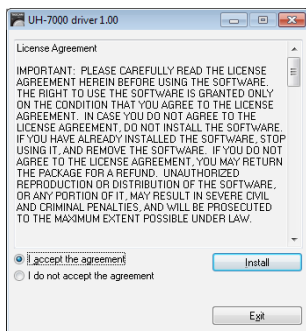 UH-7000 driver 1.00
License Agreement
IMPORTANT:  PLEASE CAREFULLY READ THE LICENSE
AGREEMENT HEREIN BEFORE USING THE SOFTWARE.
THE RIGHT TO USE THE SOFTWARE IS GRANTED ONLY
ON THE CONDITION THAT YOU AGREE TO THE LICENSE
AGREEMENT.  IN CASE YOU DO NOT AGREE TO THE
LICENSE AGREEMENT, DO NOT INSTALL THE SOFTWARE.
IF YOU HAVE ALREADY INSTALLED THE SOFTWARE, STOP
USING IT, AND REMOVE THE SOFTWARE.  IF YOU DO NOT
AGREE TO THE LICENSE AGREEMENT, YOU MAY RETURN
THE PACKAGE FOR A REFUND.  UNAUTHORIZED
REPRODUCTION OR DISTRIBUTION OF THE SOFTWARE,
OR ANY PORTION OF IT, MAY RESULT IN SEVERE CIVIL
AND CRIMINAL PENALTIES, AND WILL BE PROSECUTED
TO THE MAXIMUM EXTENT POSSIBLE UNDER LAW.
I accept the agreement
Install
I do not accept the agreement
Exit